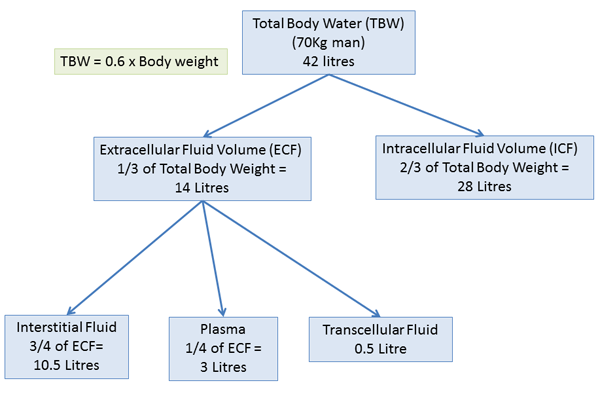 Total Body Water (TBW)
(70Kg man)
42 litres
TBW = 0.6 x Body weight
Extracellular Fluid Volume (ECF)
1/3 of Total Body Weight =
14 Litres
Intracellular Fluid Volume (ICF)
2/3 of Total Body Weight =
28 Litres
Interstitial Fluid
3/4 of ECF=
10.5 Litres
Plasma
1/4 of ECF =
3 Litres
Transcellular Fluid
0.5 Litre